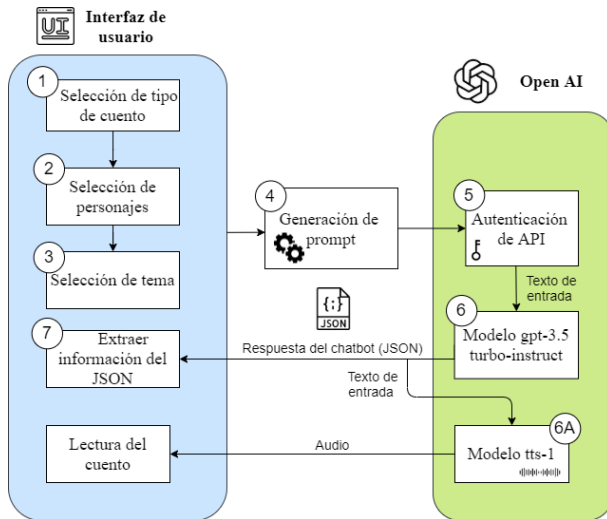 UI
Interfaz de
usuario
Open AI
1
Selección de tipo
de cuento
2
Selección de
personajes
3
Selección de tema
4
Generación de
prompt
5
Autenticación
de API
Texto de
entrada
{;}
JSON
6
Modelo gpt-3.5
turbo-instruct
7
Extraer
información del
JSON
Respuesta del chatbot (JSON)
Texto de
entrada
6A
Modelo tts-1
Audio
Lectura del
cuento